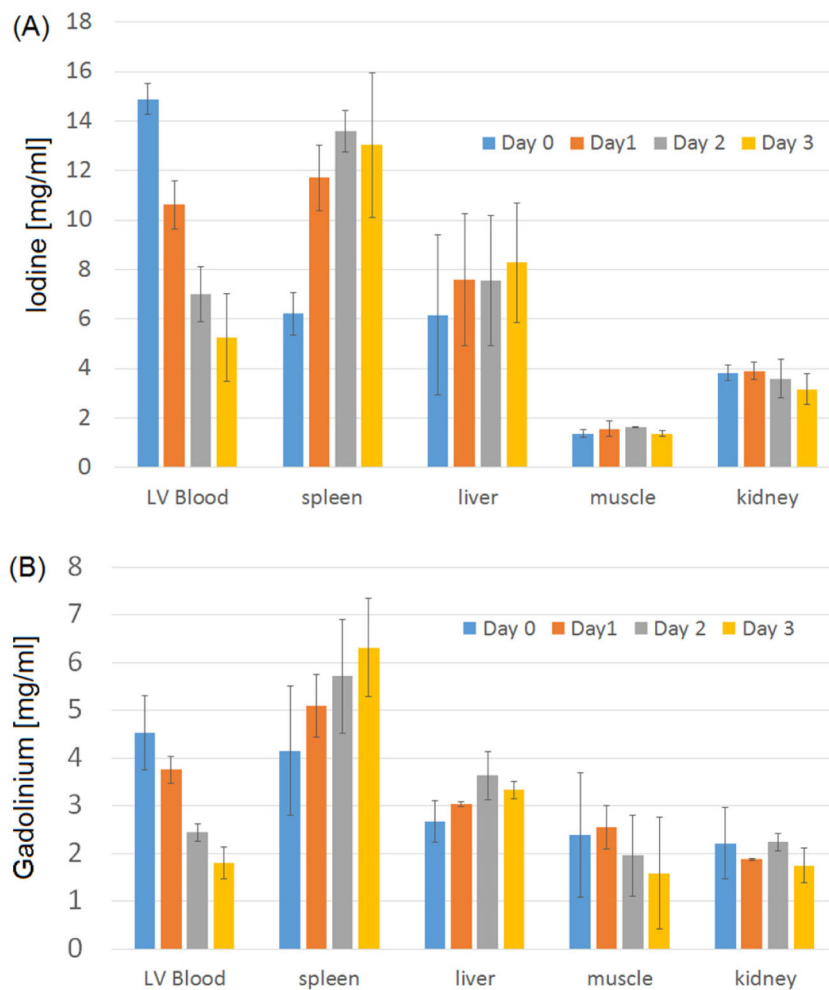 (A)
Iodine [mg/ml]
18
16
14
12
10
8
6
4
2
0
Day 0 Day1 Day 2 Day 3
LV Blood spleen liver muscle kidney
(B)
Gadolinium [mg/ml]
8
7
6
5
4
3
2
1
0
Day 0 Day1 Day 2 Day 3
LV Blood spleen liver muscle kidney